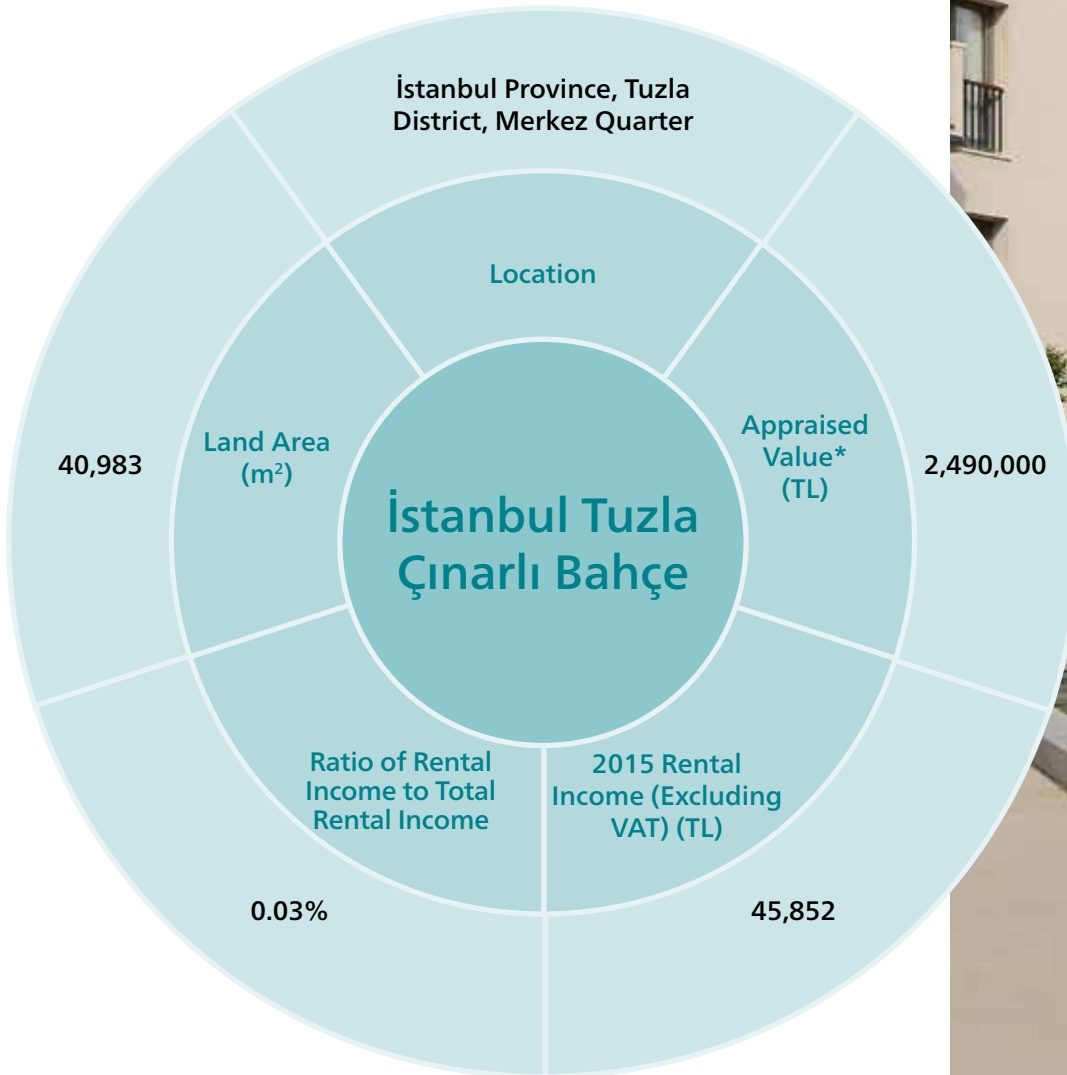 İstanbul Province, Tuzla
District, Merkez Quarter
Location
Land Area
(m²)
40,983
Appraised
Value*
(TL)
2,490,000
İstanbul Tuzla
Çınarlı Bahçe
Ratio of Rental
Income to Total
Rental Income
0.03%
2015 Rental
Income (Excluding
VAT) (TL)
45,852